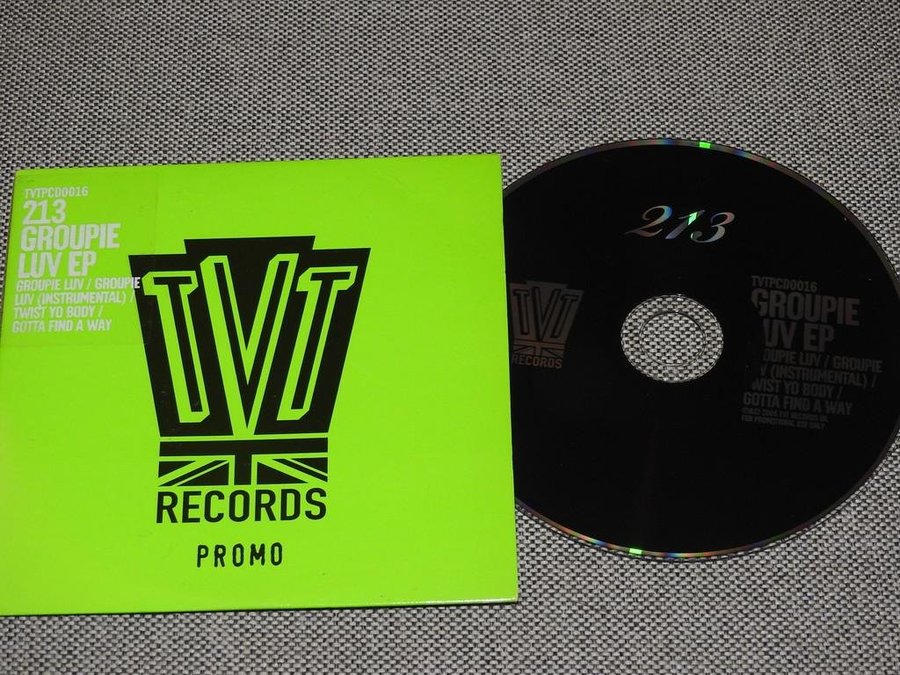 TVTPCD0016
213
GROUPIE
LUV EP
GROUPIE LUV / GROUPIE
LUV (INSTRUMENTAL) /
TWIST YO BODY /
GOTTA FIND A WAY
TVT
RECORDS
PROMO
213
TVT
RECORDS
TVTPCD0016
GROUPIE
LUV EP
GROUPIE LUV / GROUPIE
LUV (INSTRUMENTAL) /
TWIST YO BODY /
GOTTA FIND A WAY
FOR PROMOTIONAL USE ONLY